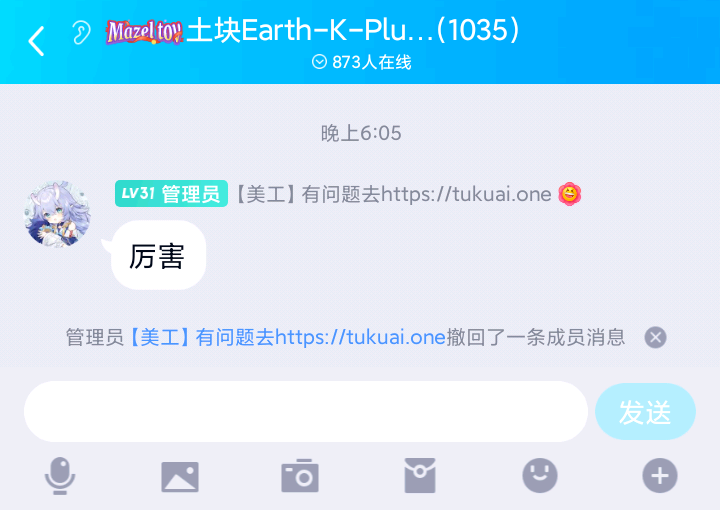 Mazel tov 土块Earth-K-Plu...(1035)
873人在线
晚上6:05
LV31 管理员 【美工】有问题去https://tukuai.one
厉害
管理员【美工】有问题去https://tukuai.one撤回了一条成员消息
发送